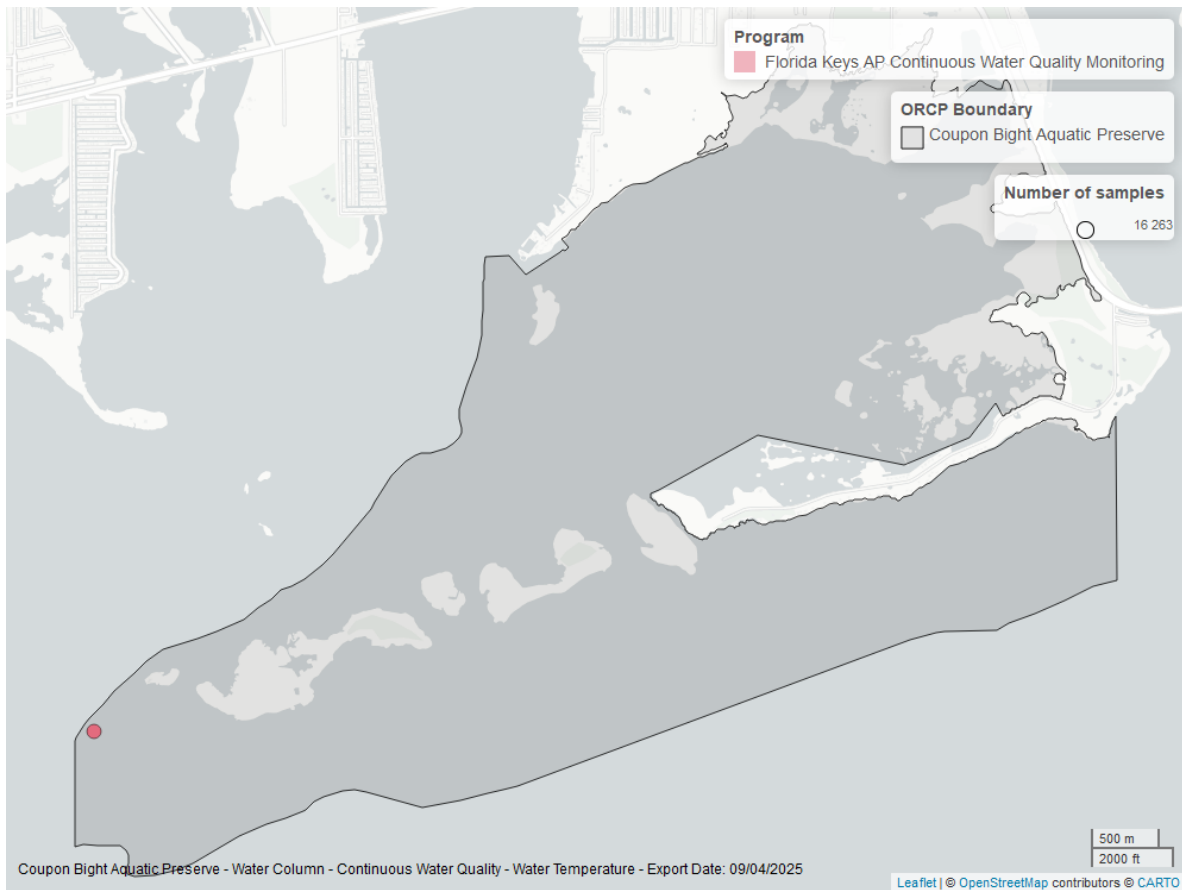 Program
Florida Keys AP Continuous Water Quality Monitoring
ORCP Boundary
Coupon Bight Aquatic Preserve
Number of samples
16 263
500 m
2000 ft
Coupon Bight Aquatic Preserve - Water Column - Continuous Water Quality - Water Temperature - Export Date: 09/04/2025
Leaflet | © OpenStreetMap contributors © CARTO